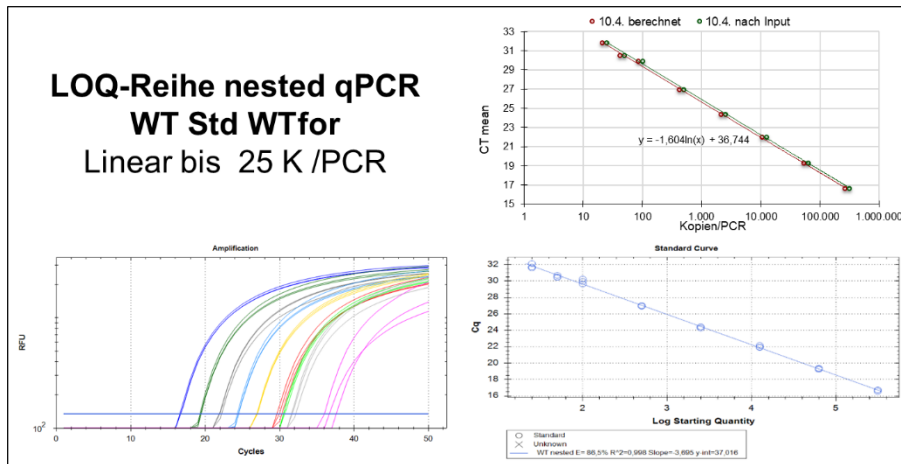 LOQ-Reihe nested qPCR
WT Std WTfor
Linear bis 25 K /PCR
10.4. berechnet
10.4. nach Input
33
31
29
27
25
23
21
19
17
15
CT mean
y = -1,604ln(x) + 36,744
1
10
100
1.000
10.000
100.000
1.000.000
Kopien/PCR
Amplification
RFU
10²
0
10
20
30
40
50
Cycles
Standard Curve
32
30
28
26
24
22
20
18
16
Cq
2
3
4
5
Log Starting Quantity
Standard
Unknown
WT nested E= 86,5% R^2=0,998 Slope=-3,695 y-int=37,016